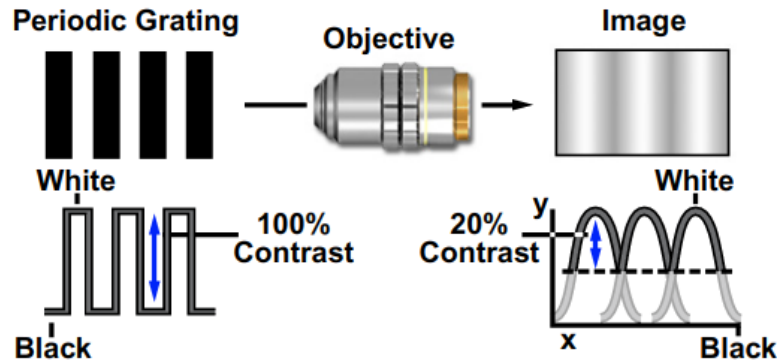 Periodic Grating
Objective
Image
White
100%
Contrast
Black
y
White
20%
Contrast
x
Black